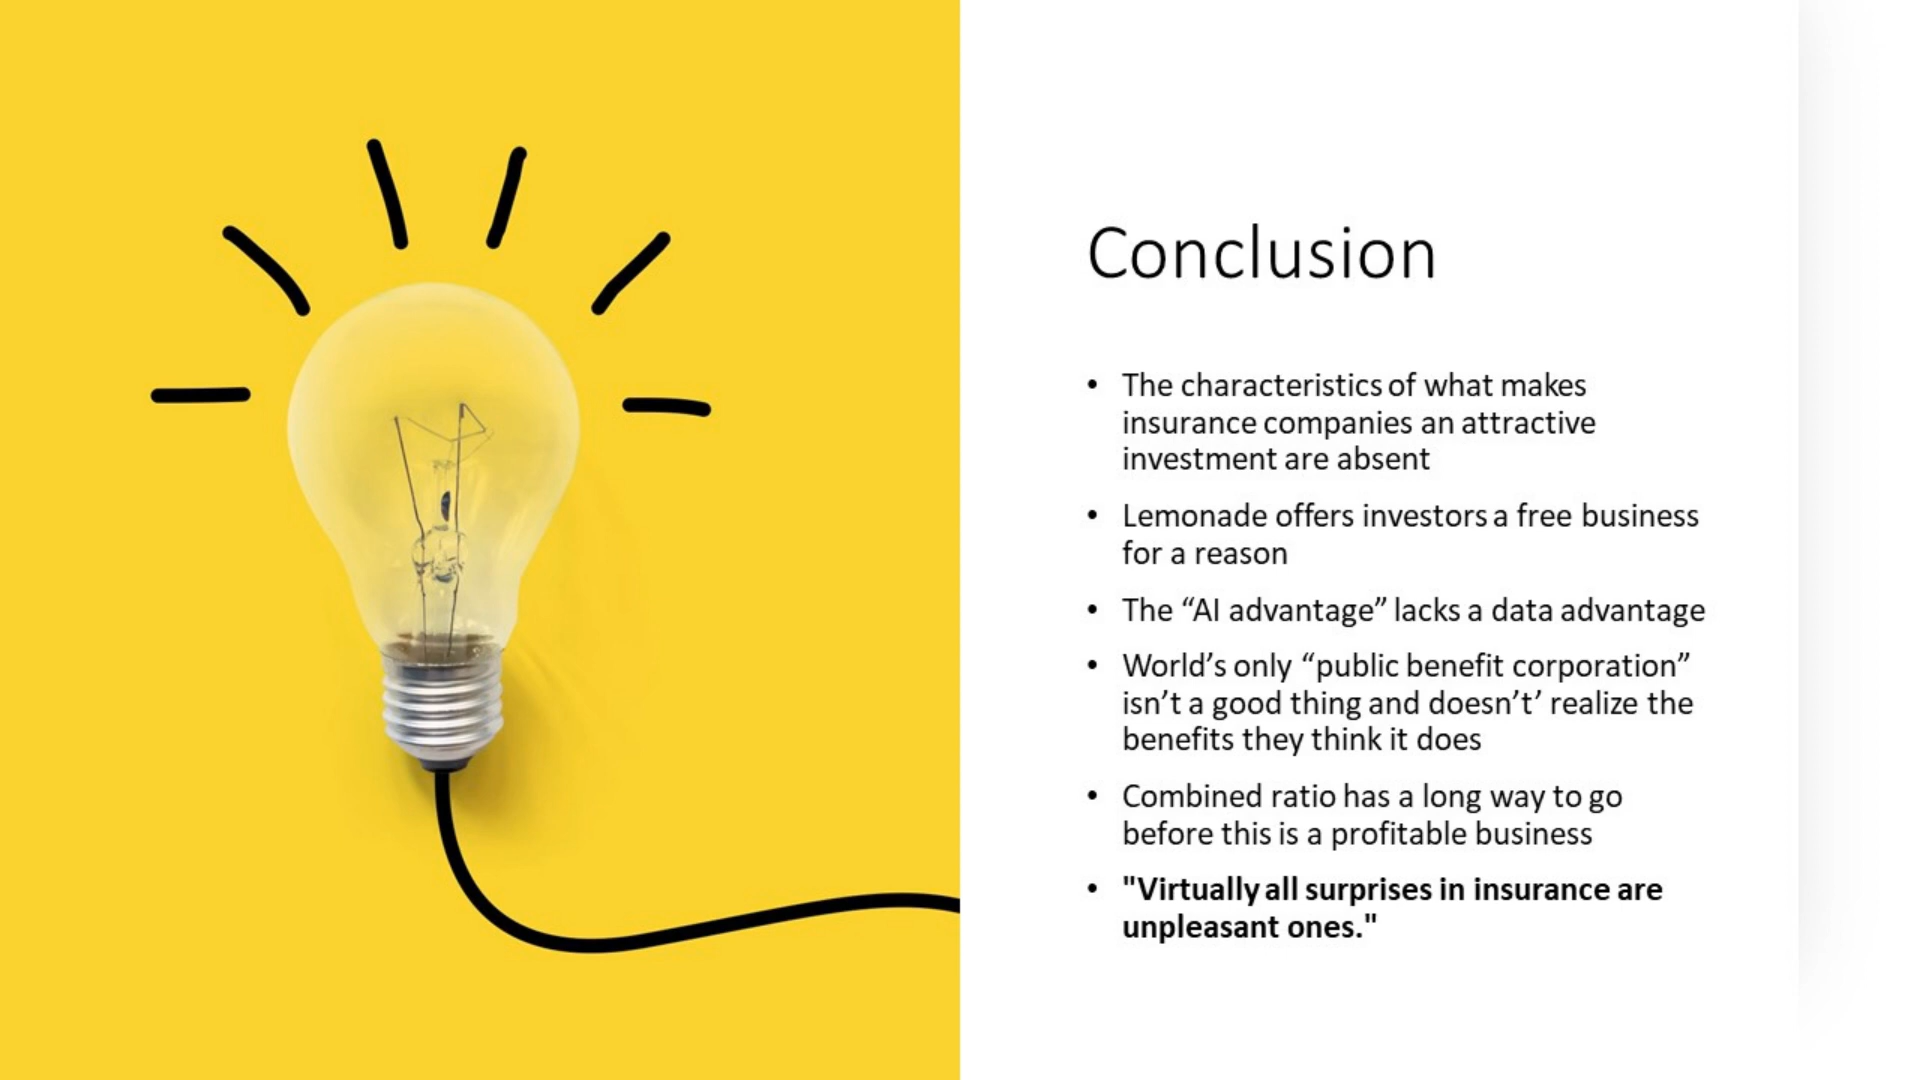 Conclusion
• The characteristics of what makes
insurance companies an attractive
investment are absent
• Lemonade offers investors a free business
for a reason
• The “AI advantage” lacks a data advantage
• World’s only “public benefit corporation”
isn’t a good thing and doesn’t’ realize the
benefits they think it does
• Combined ratio has a long way to go
before this is a profitable business
• "Virtually all surprises in insurance are
unpleasant ones."